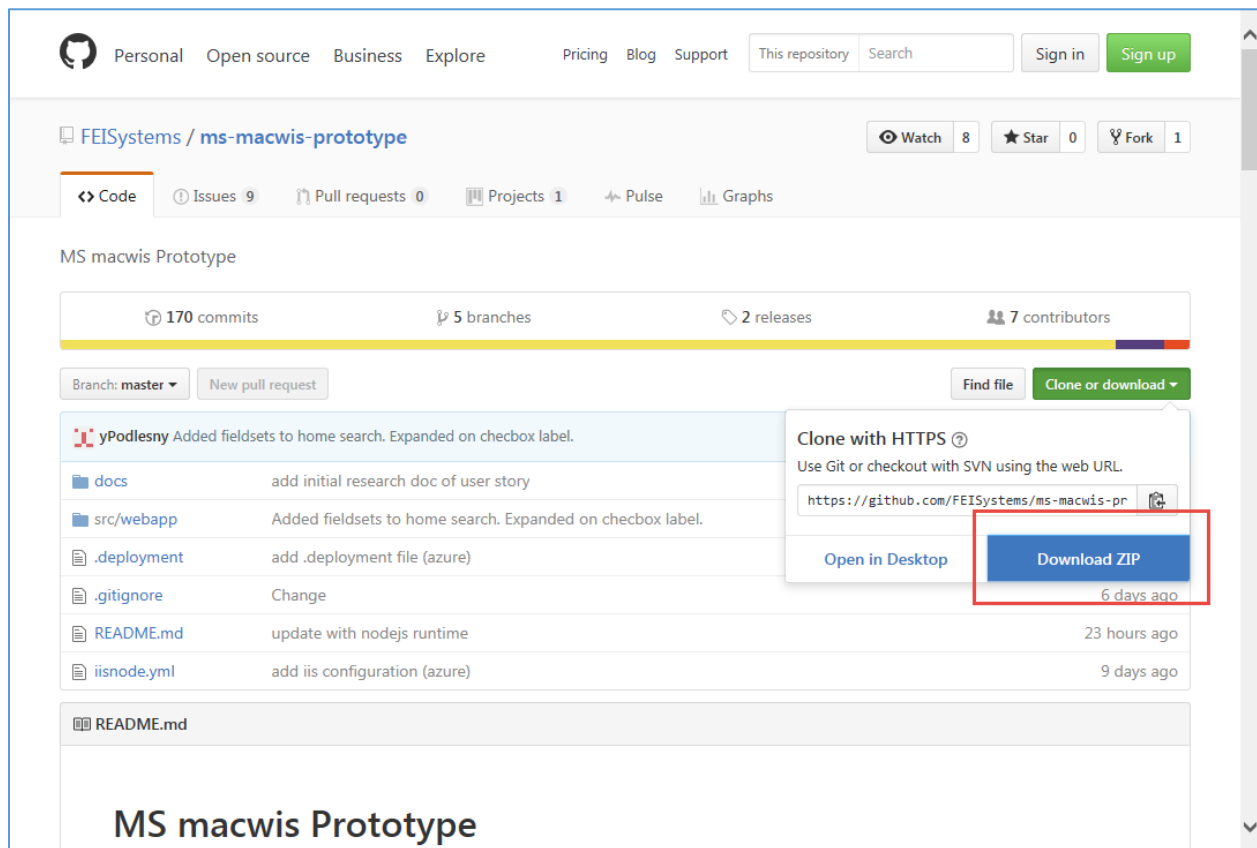 Personal Open source Business Explore Pricing Blog Support This repository Search Sign in Sign up
FEISystems / ms-macwis-prototype Watch 8 Star 0 Fork 1
Code Issues 9 Pull requests 0 Projects 1 Pulse Graphs
MS macwis Prototype
170 commits 5 branches 2 releases 7 contributors
Branch: master New pull request Find file Clone or download
yPodlesny Added fieldsets to home search. Expanded on checbox label.
Clone with HTTPS ?
Use Git or checkout with SVN using the web URL.
https://github.com/FEISystems/ms-macwis-pr
Open in Desktop Download ZIP
docs add initial research doc of user story
src/webapp Added fieldsets to home search. Expanded on checbox label.
.deployment add .deployment file (azure)
.gitignore Change 6 days ago
README.md update with nodejs runtime 23 hours ago
iisnode.yml add iis configuration (azure) 9 days ago
README.md
MS macwis Prototype